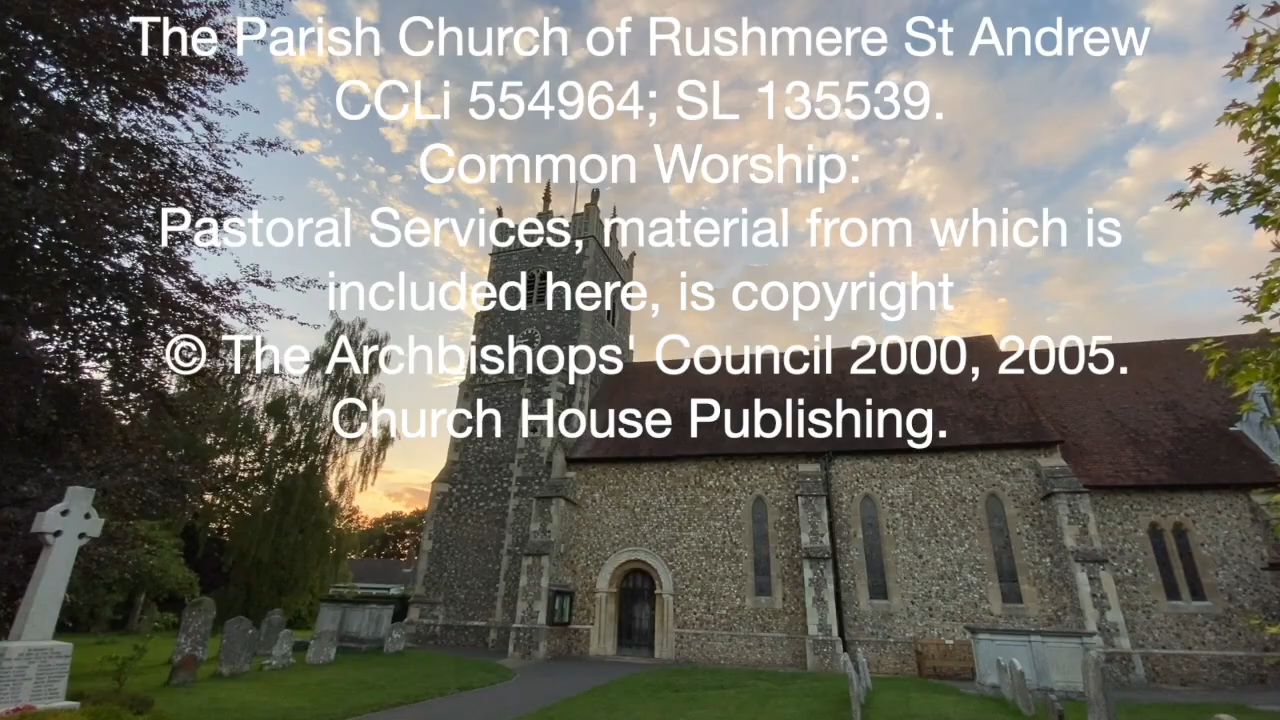 The Parish Church of Rushmere St Andrew
CCLi 554964; SL 135539.
Common Worship:
Pastoral Services, material from which is
included here, is copyright
© The Archbishops' Council 2000, 2005.
Church House Publishing.